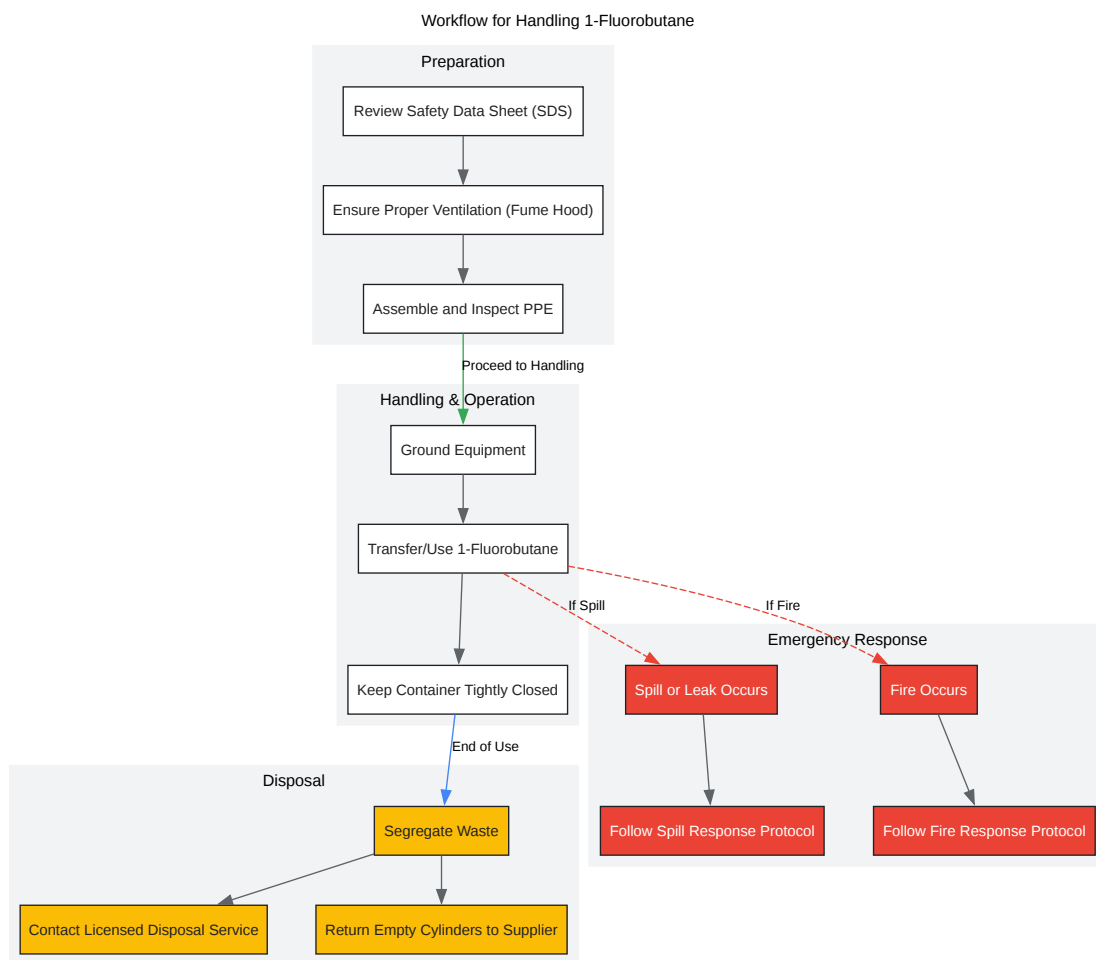 Workflow for Handling 1-Fluorobutane
Preparation
Review Safety Data Sheet (SDS)
Ensure Proper Ventilation (Fume Hood)
Assemble and Inspect PPE
Proceed to Handling
Handling & Operation
Ground Equipment
Transfer/Use 1-Fluorobutane
If Spill
If Fire
Emergency Response
Keep Container Tightly Closed
Spill or Leak Occurs
Fire Occurs
End of Use
Disposal
Segregate Waste
Follow Spill Response Protocol
Follow Fire Response Protocol
Contact Licensed Disposal Service
Return Empty Cylinders to Supplier